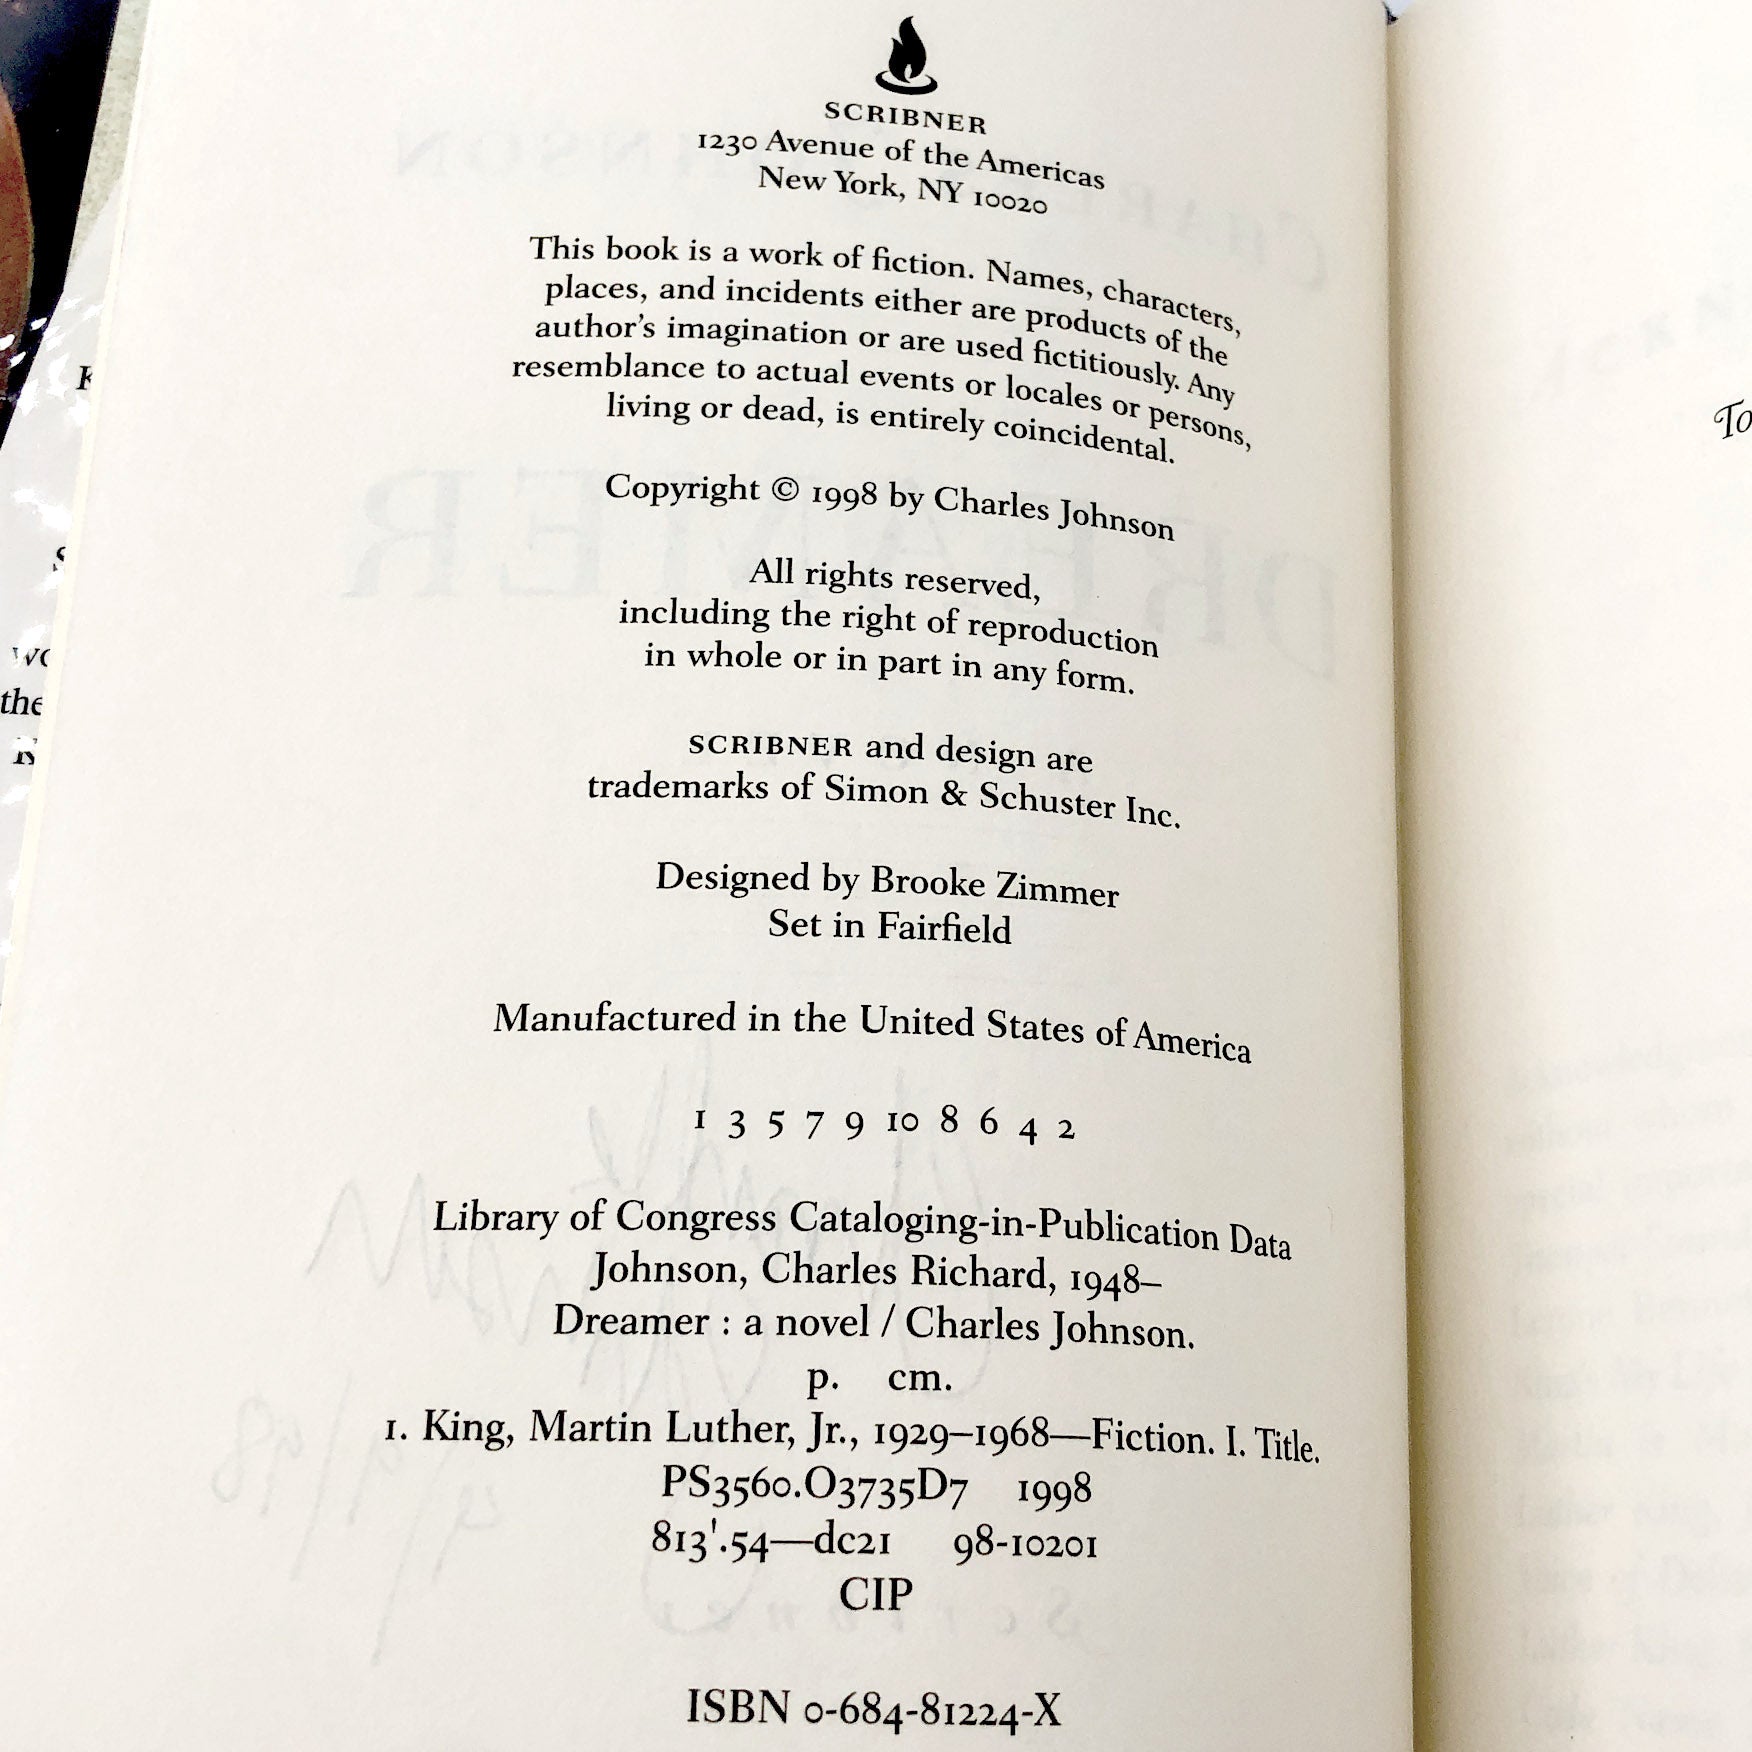 SCRIBNER
1230 Avenue of the Americas
New York, NY 10020
This book is a work of fiction. Names, characters,
places, and incidents either are products of the
author's imagination or are used fictitiously. Any
resemblance to actual events or locales or persons,
living or dead, is entirely coincidental.
Copyright © 1998 by Charles Johnson
All rights reserved,
including the right of reproduction
in whole or in part in any form.
SCRIBNER and design are
trademarks of Simon & Schuster Inc.
Designed by Brooke Zimmer
Set in Fairfield
Manufactured in the United States of America
1 3 5 7 9 10 8 6 4 2
Library of Congress Cataloging-in-Publication Data
Johnson, Charles Richard, 1948–
Dreamer : a novel / Charles Johnson.
p. cm.
1. King, Martin Luther, Jr., 1929–1968—Fiction. I. Title.
PS3560.O3735D7 1998
813'.54—dc21 98-10201
CIP
ISBN 0-684-81224-X
the
To